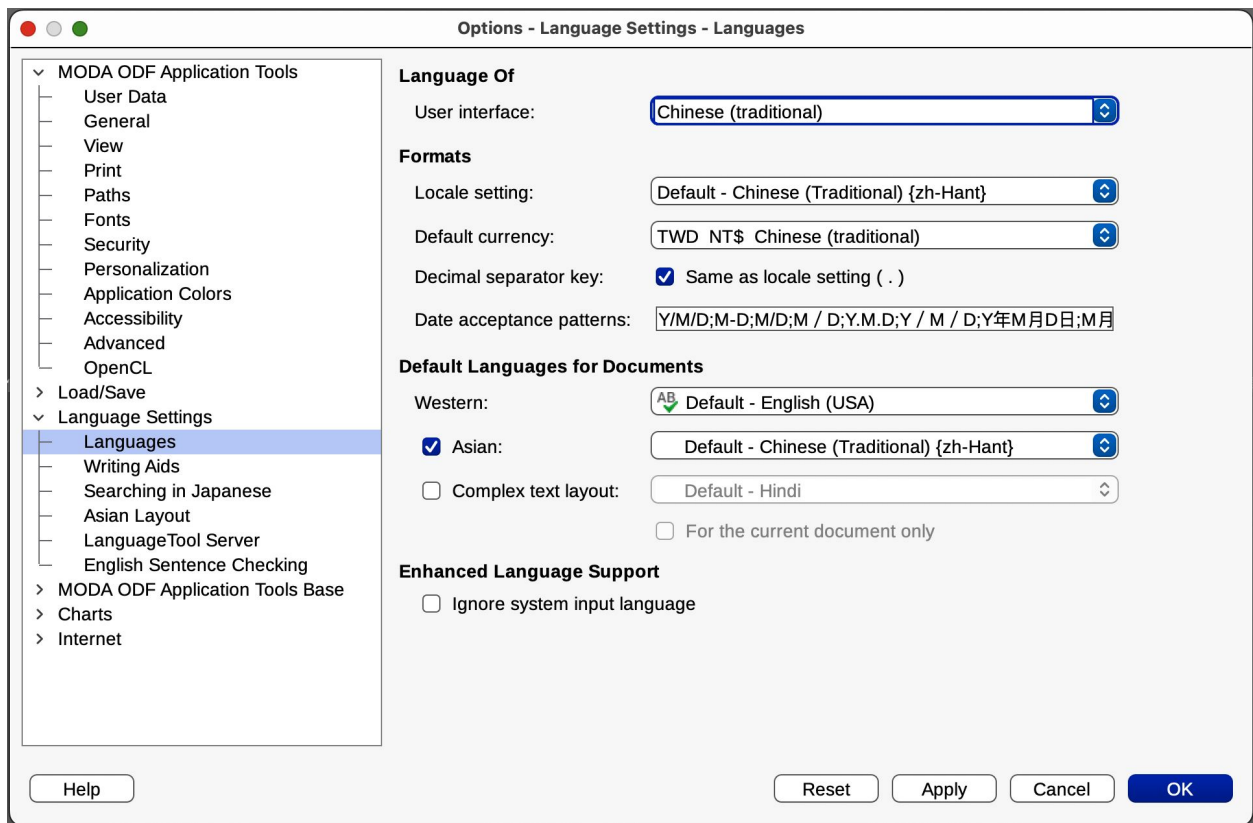 Options - Language Settings - Languages
MODA ODF Application Tools
User Data
General
View
Print
Paths
Fonts
Security
Personalization
Application Colors
Accessibility
Advanced
OpenCL
Load/Save
Language Settings
Languages
Writing Aids
Searching in Japanese
Asian Layout
LanguageTool Server
English Sentence Checking
MODA ODF Application Tools Base
Charts
Internet
Language Of
User interface: Chinese (traditional)
Formats
Locale setting: Default - Chinese (Traditional) {zh-Hant}
Default currency: TWD NT$ Chinese (traditional)
Decimal separator key: Same as locale setting ( . )
Date acceptance patterns: Y/M/D;M-D;M/D;M／D;Y.M.D;Y／M／D;Y年M月D日;M月
Default Languages for Documents
Western: AB Default - English (USA)
Asian: Default - Chinese (Traditional) {zh-Hant}
Complex text layout: Default - Hindi
For the current document only
Enhanced Language Support
Ignore system input language
Help Reset Apply Cancel OK